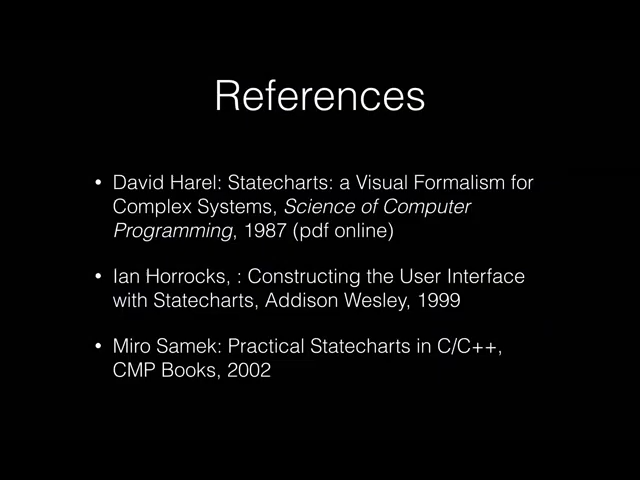 References
• David Harel: Statecharts: a Visual Formalism for
Complex Systems, Science of Computer
Programming, 1987 (pdf online)
• Ian Horrocks, : Constructing the User Interface
with Statecharts, Addison Wesley, 1999
• Miro Samek: Practical Statecharts in C/C++,
CMP Books, 2002